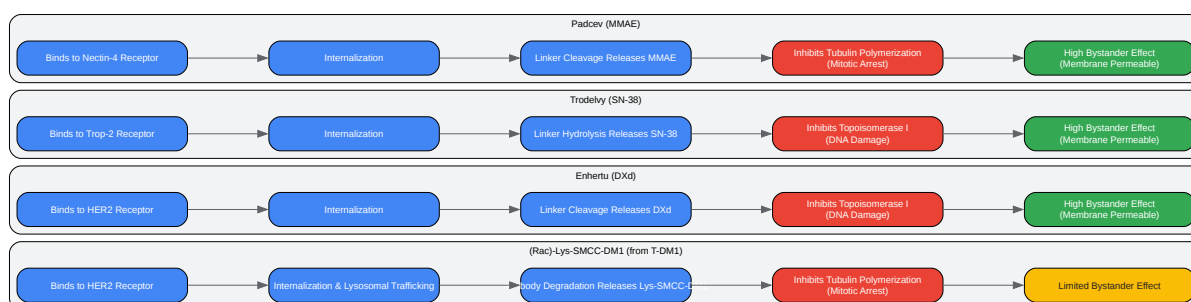 Padcev (MMAE)
Binds to Nectin-4 Receptor
Internalization
Linker Cleavage Releases MMAE
Inhibits Tubulin Polymerization
(Mitotic Arrest)
High Bystander Effect
(Membrane Permeable)
Trodelvy (SN-38)
Binds to Trop-2 Receptor
Internalization
Linker Hydrolysis Releases SN-38
Inhibits Topoisomerase I
(DNA Damage)
High Bystander Effect
(Membrane Permeable)
Enhertu (DXd)
Binds to HER2 Receptor
Internalization
Linker Cleavage Releases DXd
Inhibits Topoisomerase I
(DNA Damage)
High Bystander Effect
(Membrane Permeable)
(Rac)-Lys-SMCC-DM1 (from T-DM1)
Binds to HER2 Receptor
Internalization & Lysosomal Trafficking
Degradation Releases
Inhibits Tubulin Polymerization
(Mitotic Arrest)
Limited Bystander Effect